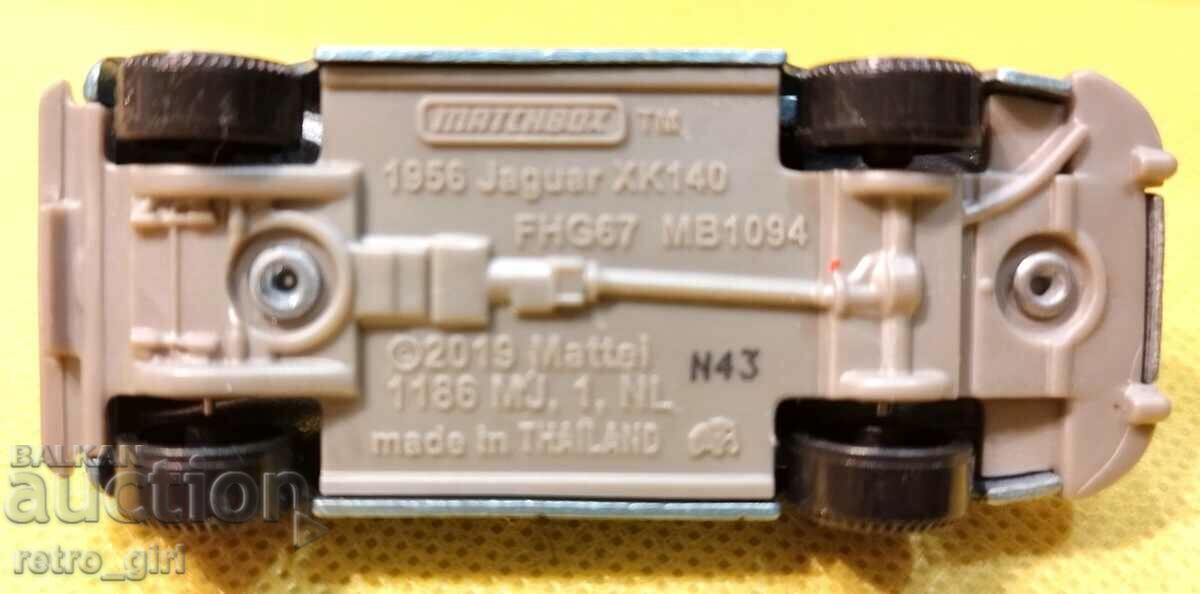 MATCHBOX TM
1956 Jaguar XK140
FHG67 MB1094
©2019 Mattel
1186 MJ. 1, NL
made in THAILAND
N43
BALKAN
auction
retro_girl